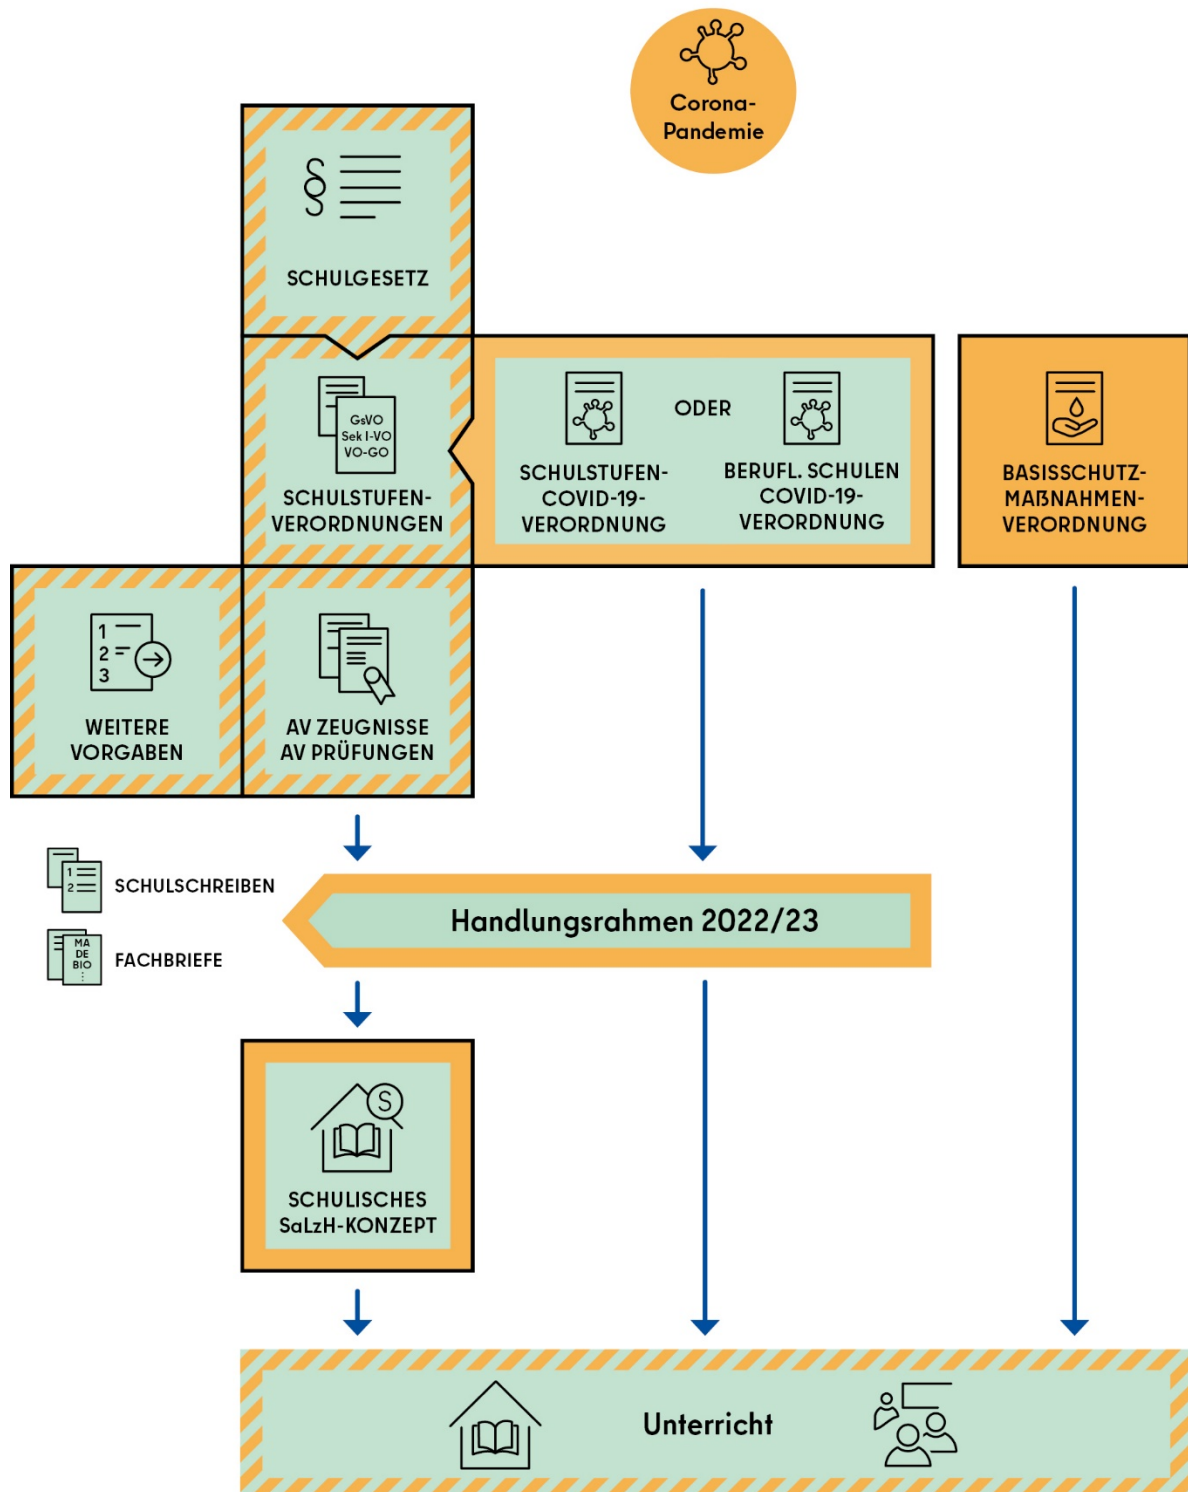 Corona-
Pandemie
SCHULGESETZ
GsVO
Sek I-VO
VO-GO
SCHULSTUFEN-
VERORDNUNGEN
ODER
SCHULSTUFEN-
COVID-19-
VERORDNUNG
BERUFL. SCHULEN
COVID-19-
VERORDNUNG
BASISSCHUTZ-
MAßNAHMEN-
VERORDNUNG
1
2
3
WEITERE
VORGABEN
AV ZEUGNISSE
AV PRÜFUNGEN
1
2
SCHULSCHREIBEN
MA
DE
BIO
:
FACHBRIEFE
Handlungsrahmen 2022/23
S
SCHULISCHES
SaLzH-KONZEPT
Unterricht